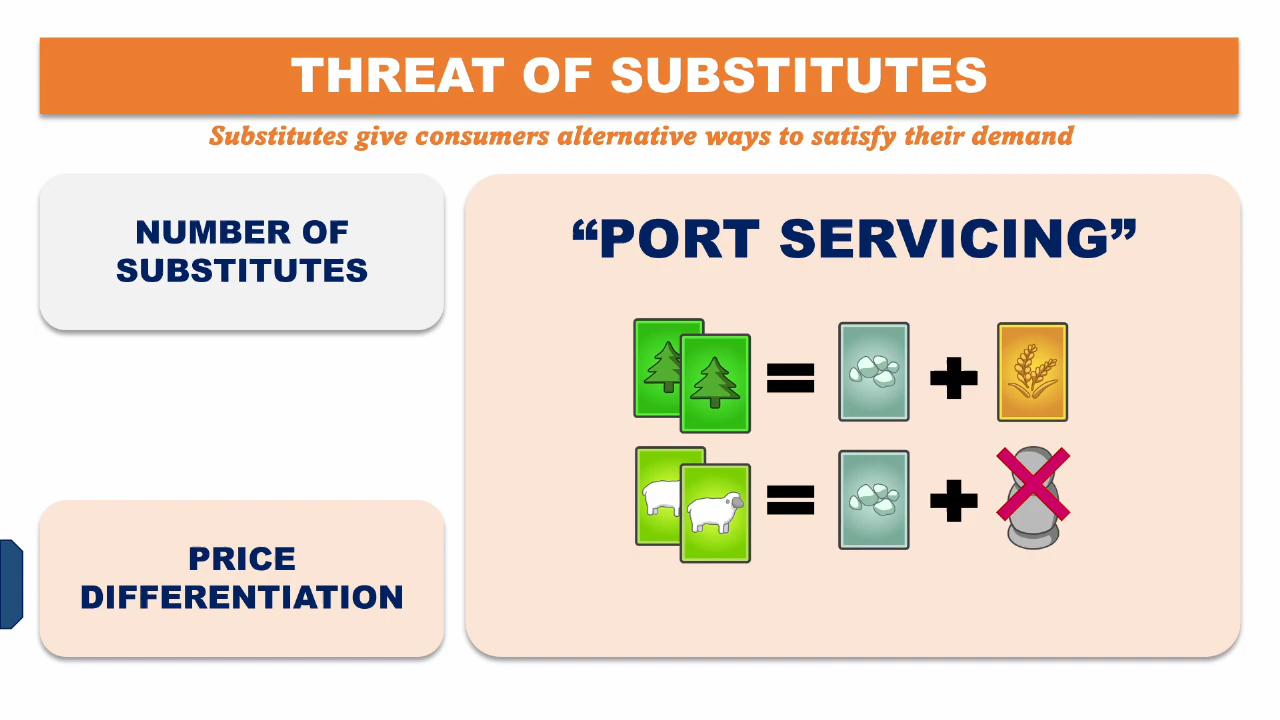 THREAT OF SUBSTITUTES
Substitutes give consumers alternative ways to satisfy their demand
NUMBER OF
SUBSTITUTES
PRICE
DIFFERENTIATION
“PORT SERVICING”
= +
= +